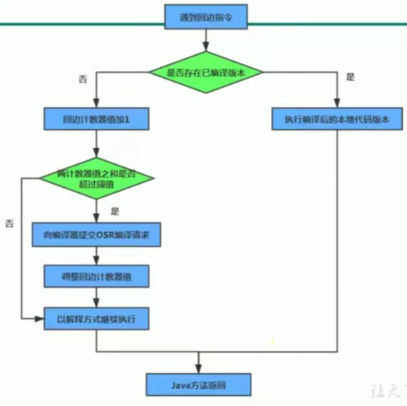 遇到回边指令
是否存在已编译版本
否
是
回边计数器值加1
执行编译后的本地代码版本
两计数器值之和是否
超过阈值
是
否
向编译器提交OSR编译请求
调整回边计数器值
以解释方式继续执行
Java方法返回
让天